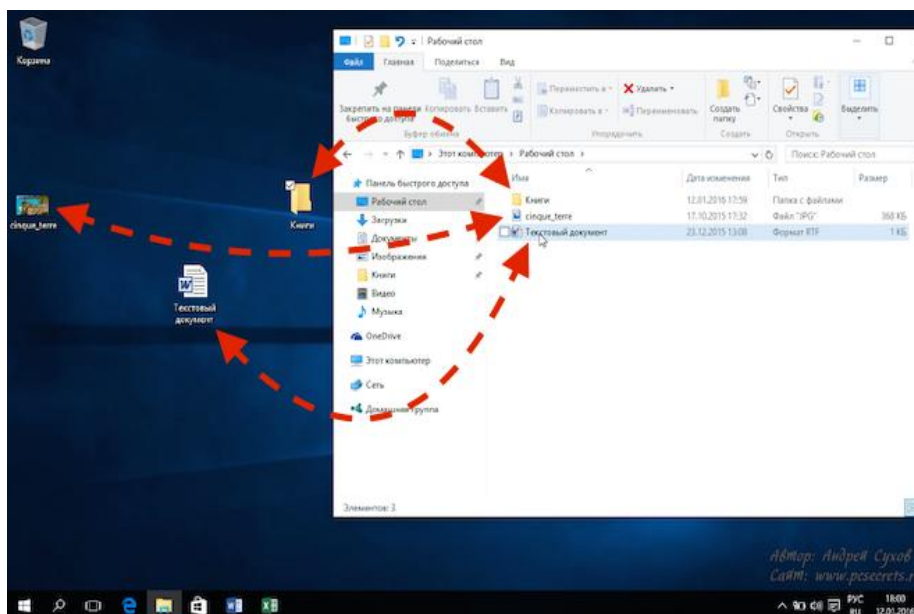 Корзина
cinque_terre
Книги
Текстовый
документ
Рабочий стол
Файл
Главная
Поделиться
Вид
Закрепить на панели
быстрого доступа
Копировать
Вставить
Буфер обмена
Переместить в
Копировать в
Удалить
Переименовать
Упорядочить
Создать
папку
Создать
Свойства
Открыть
Выделить
Этот компьютер
Рабочий стол
Поиск: Рабочий стол
Панель быстрого доступа
Рабочий стол
Загрузки
Документы
Изображения
Книги
Видео
Музыка
OneDrive
Этот компьютер
Сеть
Домашняя группа
Имя
Дата изменения
Тип
Размер
Книги 12.01.2016 17:59 Папка с файлами
cinque_terre 17.10.2015 17:32 Файл "JPG" 368 КБ
Текстовый документ 23.12.2015 13:08 Формат RTF 1 КБ
Элементов: 3
Автор: Андрей Сухов
Сайт: www.pcsecrets.r
РУС
RU
18:00
12.01.2016